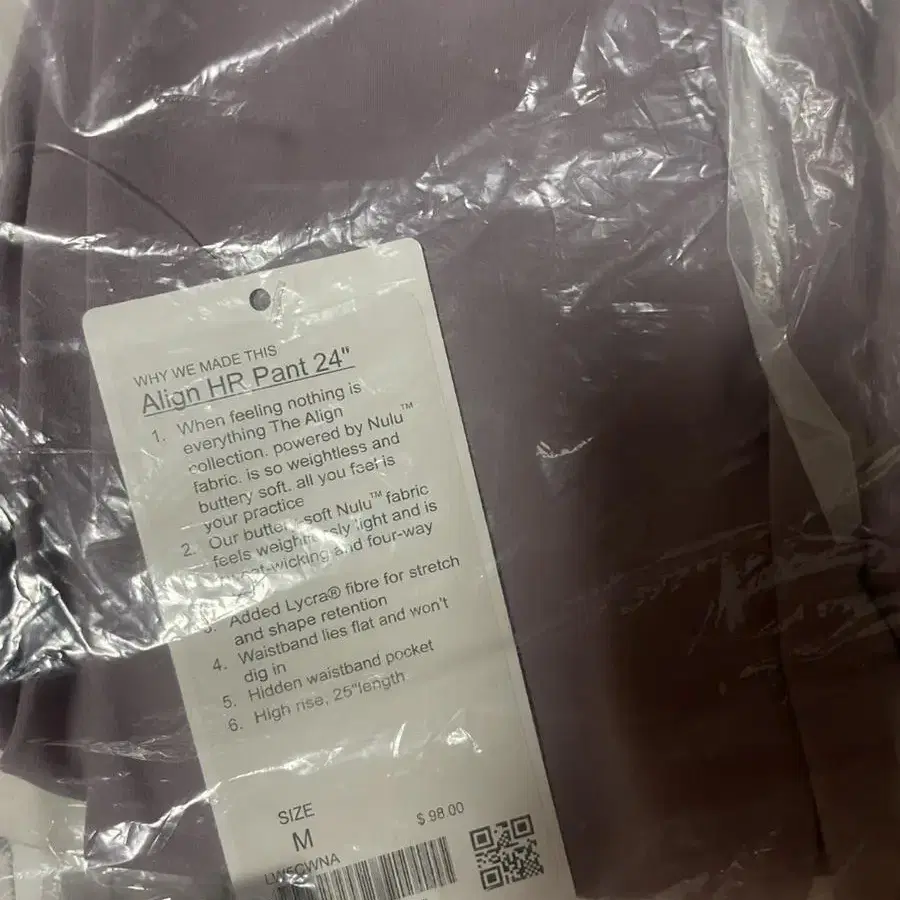 WHY WE MADE THIS
Align HR Pant 24"
1. When feeling nothing is
everything The Align
collection. powered by Nulu™
fabric. is so weightless and
buttery soft. all you feel is
your practice
2. Our buttery-soft Nulu™ fabric
feels weightlessly light and is
sweat-wicking and four-way
3. Added Lycra® fibre for stretch
and shape retention
4. Waistband lies flat and won't
dig in
5. Hidden waistband pocket
6. High rise, 25"length
SIZE
M
$ 98.00
LW5CWNA